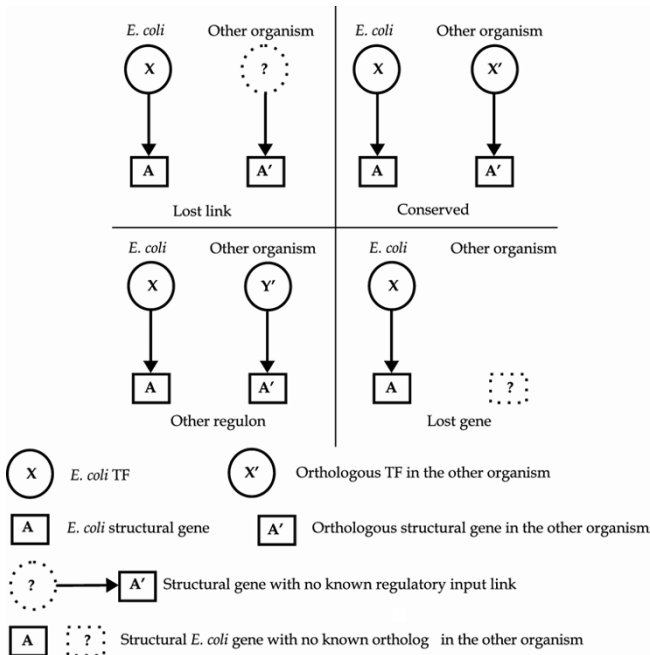 E. coli Other organism E. coli Other organism
X ? X X′
A A′ A A′
Lost link Conserved
E. coli Other organism E. coli Other organism
X Y′ X
A A′ A ?
Other regulon Lost gene
X E. coli TF X′ Orthologous TF in the other organism
A E. coli structural gene A′ Orthologous structural gene in the other organism
? A′ Structural gene with no known regulatory input link
A ? Structural E. coli gene with no known ortholog in the other organism